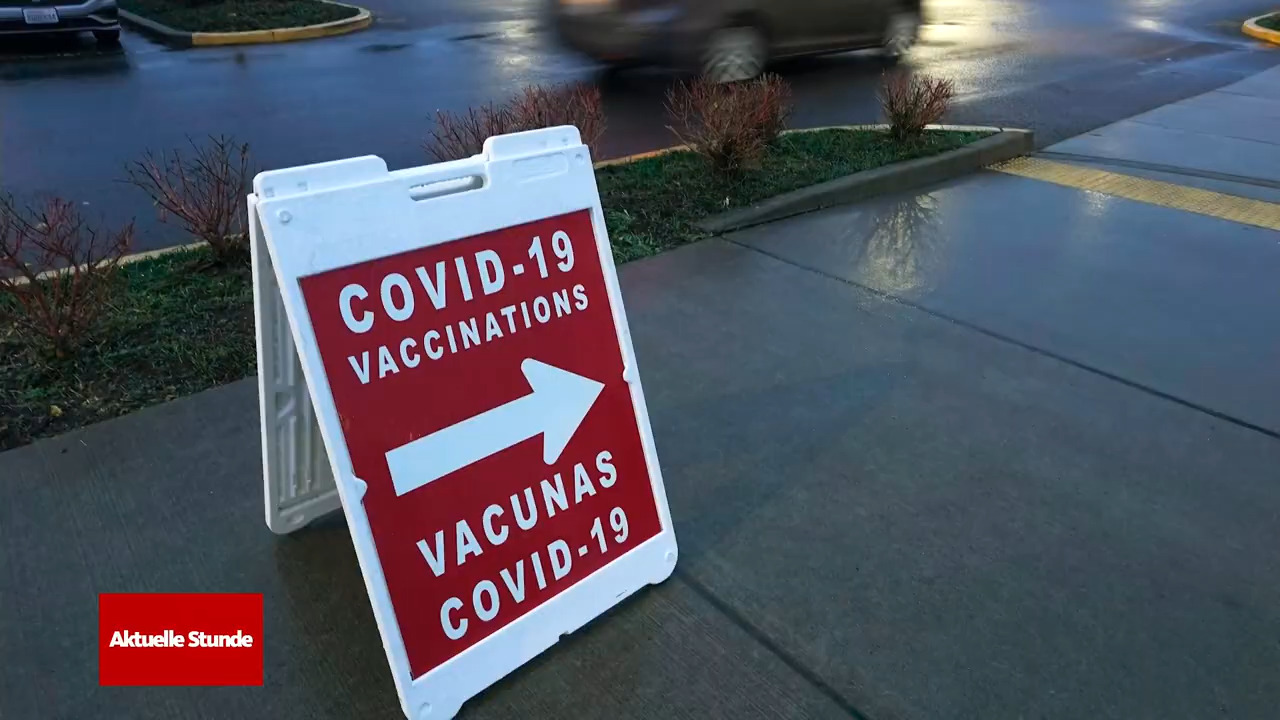 COVID-19
VACCINATIONS
VACUNAS
COVID-19
Aktuelle Stunde